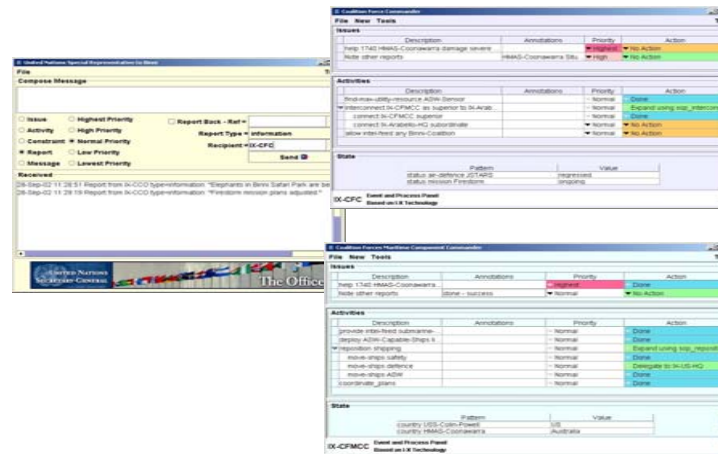 United Nations Special Representative to Binni
File
Compose Message
Issue
Highest Priority
Report Back - Ref =
Activity
High Priority
Report Type = information
Constraint
Normal Priority
Recipient = IX-CFC
Report
Low Priority
Message
Lowest Priority
Send
Received
28-Sep-02 11:28:51 Report from IX-CCO type=information "Elephants in Binni Safari Park are be
28-Sep-02 11:28:19 Report from IX-CCO type=information "Firestorm mission plans adjusted."
UNITED NATIONS
SECRETARY-GENERAL
The Office
Coalition Force Commander
File New Tools
Issues
Description Annotations Priority Action
help 1740 HMAS-Coonawarra damage severe Highest No Action
Note other reports HMAS-Coonawarra Situ High No Action
Activities
Description Annotations Priority Action
find-max-utility-resource ASW-Sensor Normal Done
interconnect IX-CFMCC as superior to IX-Arab Normal Expand using sop_interco
connect IX-CFMCC superior Normal Done
connect IX-Arabello-HQ subordinate Normal No Action
allow intel-feed any Binni-Coalition Normal No Action
State
Pattern Value
status air-defence JSTARS regressed
status mission Firestorm ongoing
IX-CFC Event and Process Panel
Based on I-X Technology
Coalition Forces Maritime Component Commander
File New Tools
Issues
Description Annotations Priority Action
help 1740 HMAS-Coonawarra... Highest Done
Note other reports done - success Normal No Action
Activities
Description Annotations Priority Action
provide intel-feed submarine- Normal Done
deploy ASW-Capable-Ships Normal Done
reposition shipping Normal Expand using sop_reposit
move-ships safety Normal Done
move-ships defence Normal Delegate to IX-US-HQ
move-ships ASW Normal Done
coordinate_plans Normal Done
State
Pattern Value
country USS-Colin-Powell US
country HMAS-Coonawarra Australia
IX-CFMCC Event and Process Panel
Based on I-X Technology